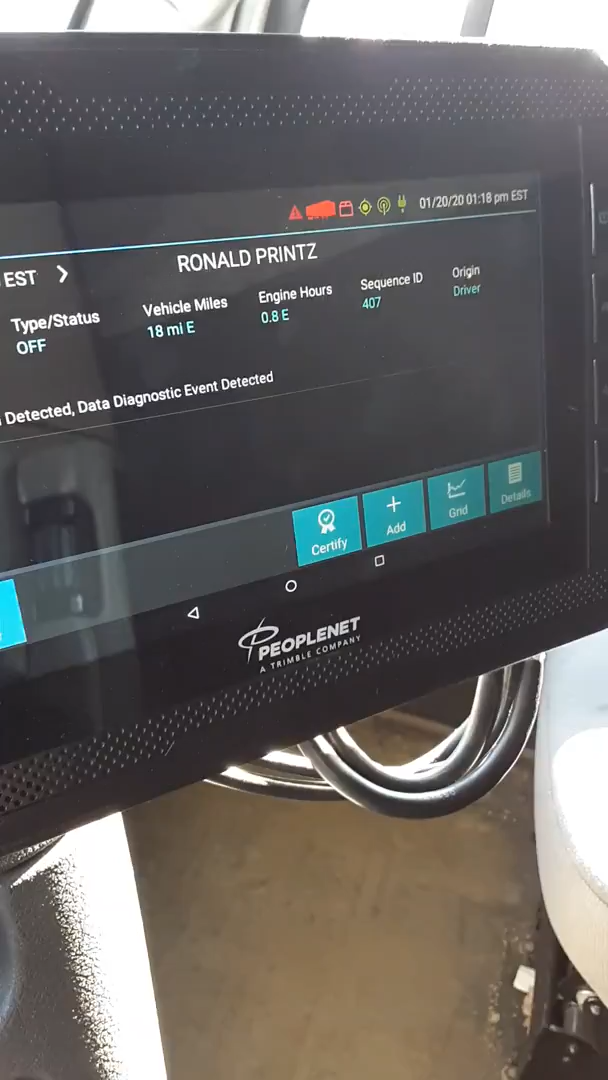 01/20/20 01:18 pm EST
EST
RONALD PRINTZ
Type/Status Vehicle Miles Engine Hours Sequence ID Origin
OFF 18 mi E 0.8 E 407 Driver
Detected, Data Diagnostic Event Detected
Certify Add Grid Details
PEOPLENET
A TRIMBLE COMPANY